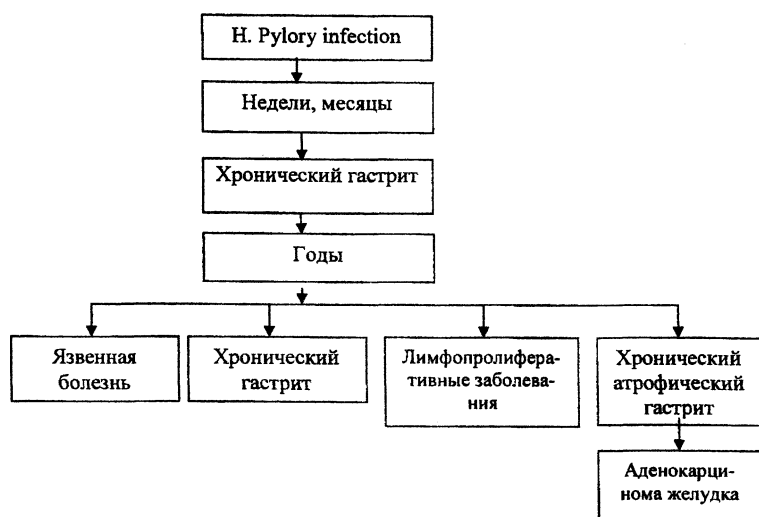 H. Pylory infection
Недели, месяцы
Хронический гастрит
Годы
Язвенная
болезнь
Хронический
гастрит
Лимфопролифера-
тивные заболева-
ния
Хронический
атрофический
гастрит
Аденокарци-
нома желудка